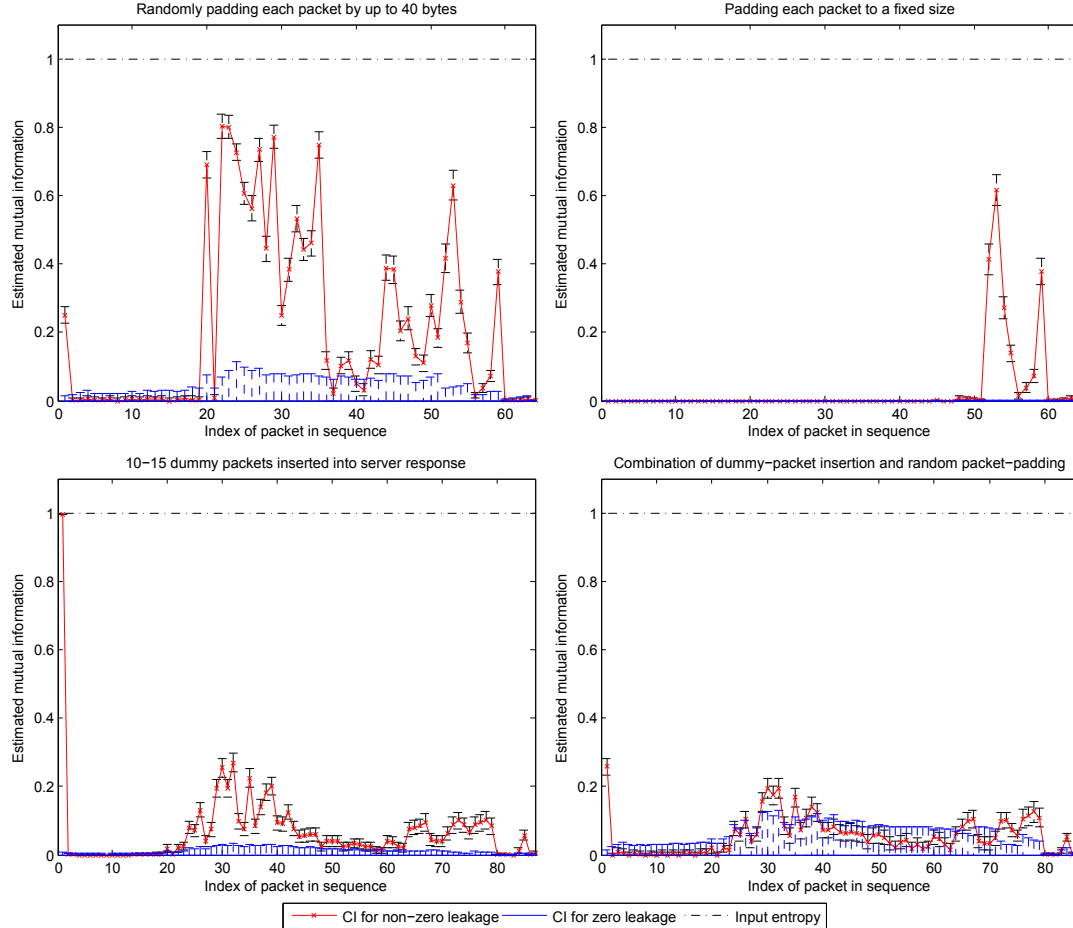 Randomly padding each packet by up to 40 bytes
Estimated mutual information
1
0.8
0.6
0.4
0.2
0
0 10 20 30 40 50 60
Index of packet in sequence
Padding each packet to a fixed size
Estimated mutual information
1
0.8
0.6
0.4
0.2
0
0 10 20 30 40 50 60
Index of packet in sequence
10−15 dummy packets inserted into server response
Estimated mutual information
1
0.8
0.6
0.4
0.2
0
0 10 20 30 40 50 60 70 80
Index of packet in sequence
Combination of dummy−packet insertion and random packet−padding
Estimated mutual information
1
0.8
0.6
0.4
0.2
0
0 10 20 30 40 50 60 70 80
Index of packet in sequence
CI for non−zero leakage CI for zero leakage Input entropy